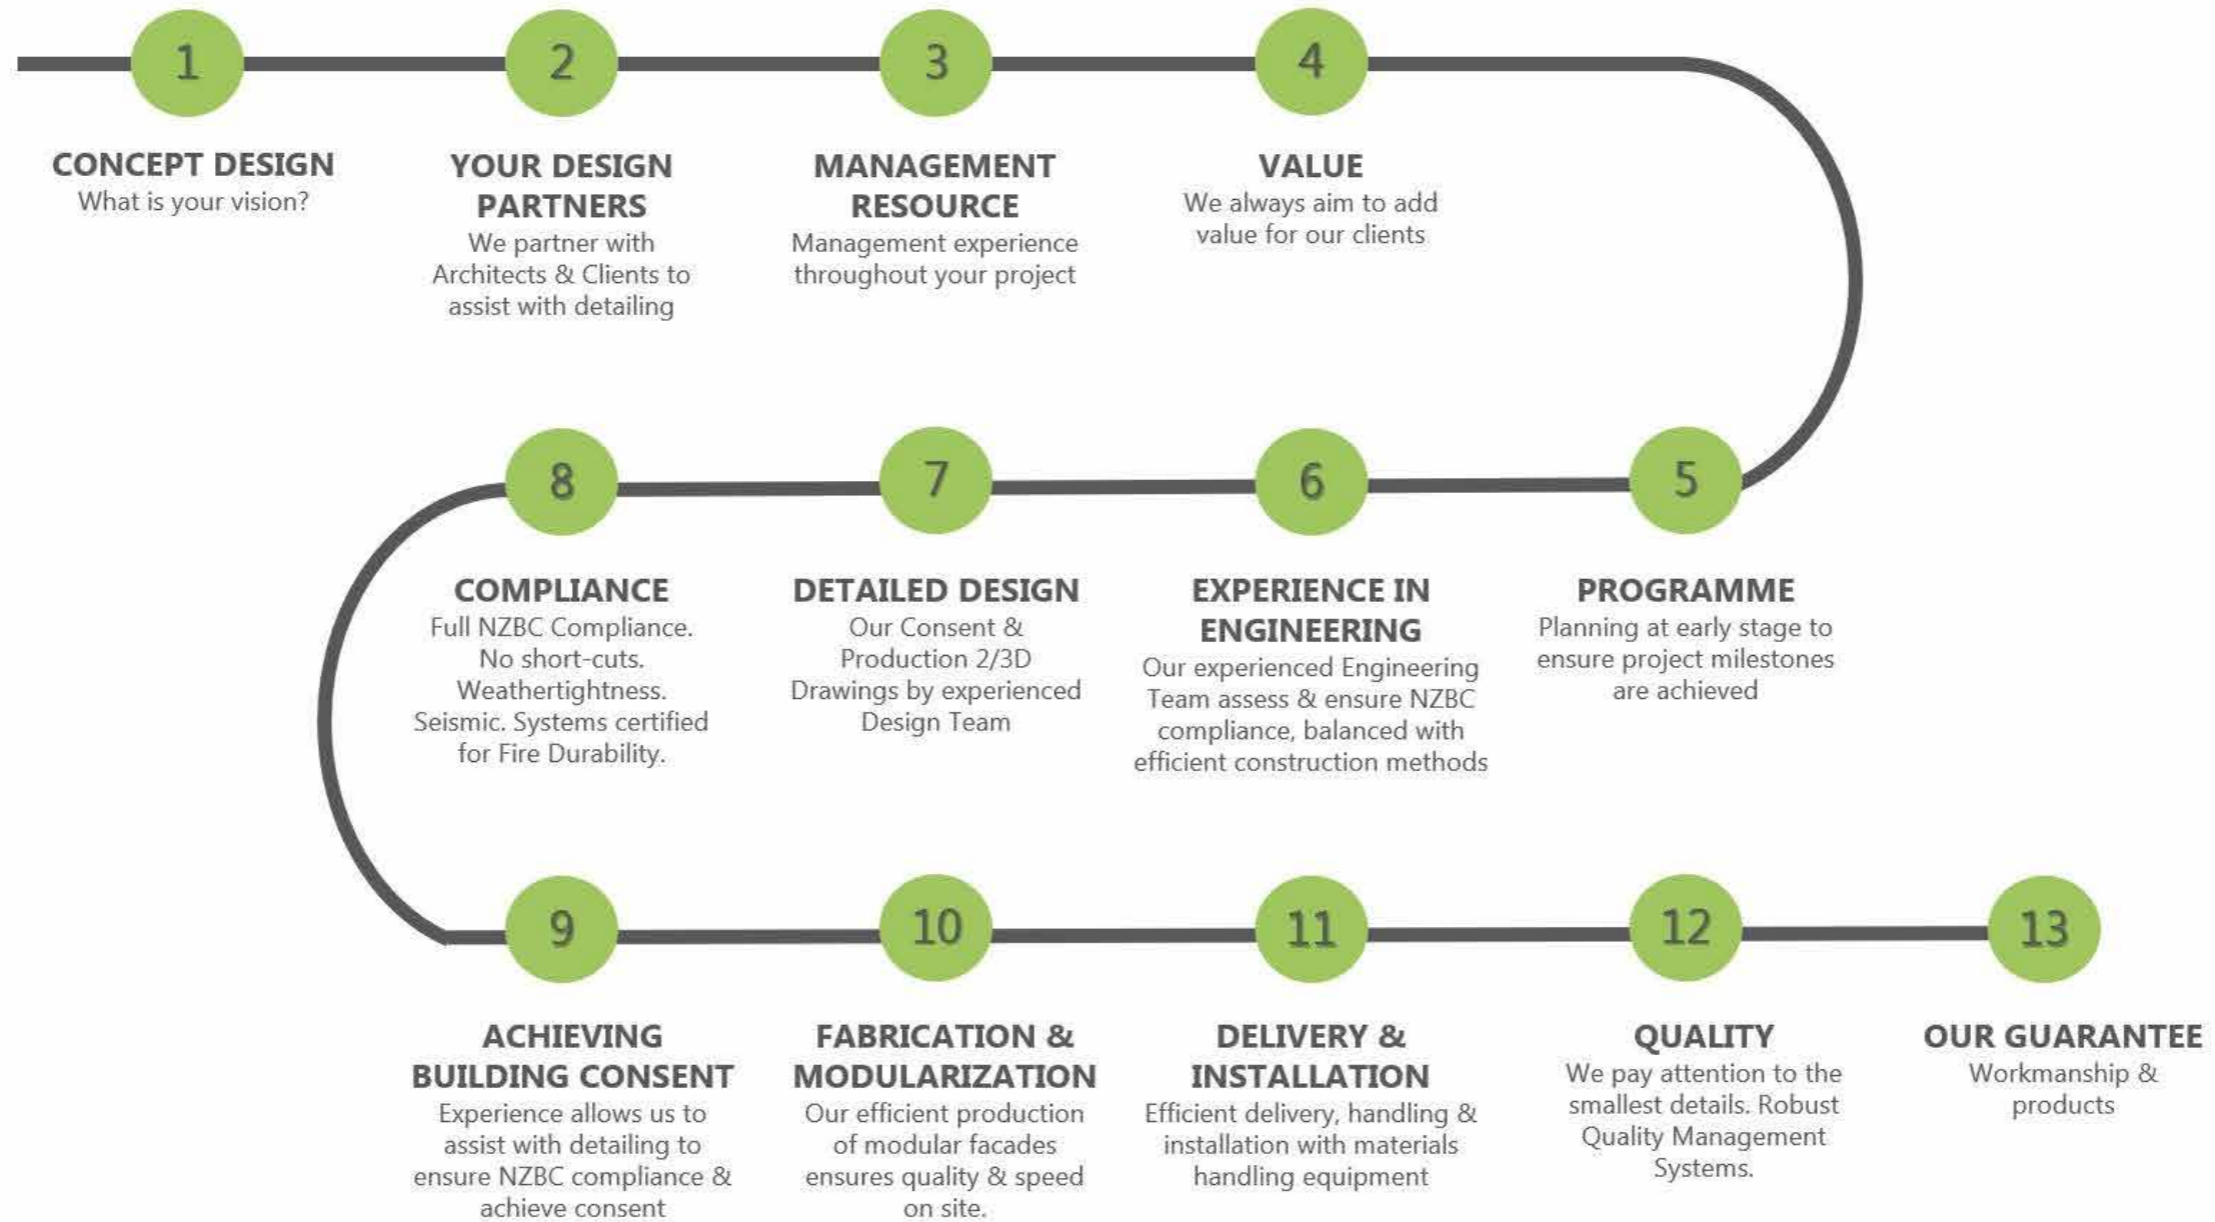 1
CONCEPT DESIGN
What is your vision?
2
YOUR DESIGN
PARTNERS
We partner with
Architects & Clients to
assist with detailing
3
MANAGEMENT
RESOURCE
Management experience
throughout your project
4
VALUE
We always aim to add
value for our clients
5
PROGRAMME
Planning at early stage to
ensure project milestones
are achieved
6
EXPERIENCE IN
ENGINEERING
Our experienced Engineering
Team assess & ensure NZBC
compliance, balanced with
efficient construction methods
7
DETAILED DESIGN
Our Consent &
Production 2/3D
Drawings by experienced
Design Team
8
COMPLIANCE
Full NZBC Compliance.
No short-cuts.
Weathertightness.
Seismic. Systems certified
for Fire Durability.
9
ACHIEVING
BUILDING CONSENT
Experience allows us to
assist with detailing to
ensure NZBC compliance &
achieve consent
10
FABRICATION &
MODULARIZATION
Our efficient production
of modular facades
ensures quality & speed
on site.
11
DELIVERY &
INSTALLATION
Efficient delivery, handling &
installation with materials
handling equipment
12
QUALITY
We pay attention to the
smallest details. Robust
Quality Management
Systems.
13
OUR GUARANTEE
Workmanship &
products